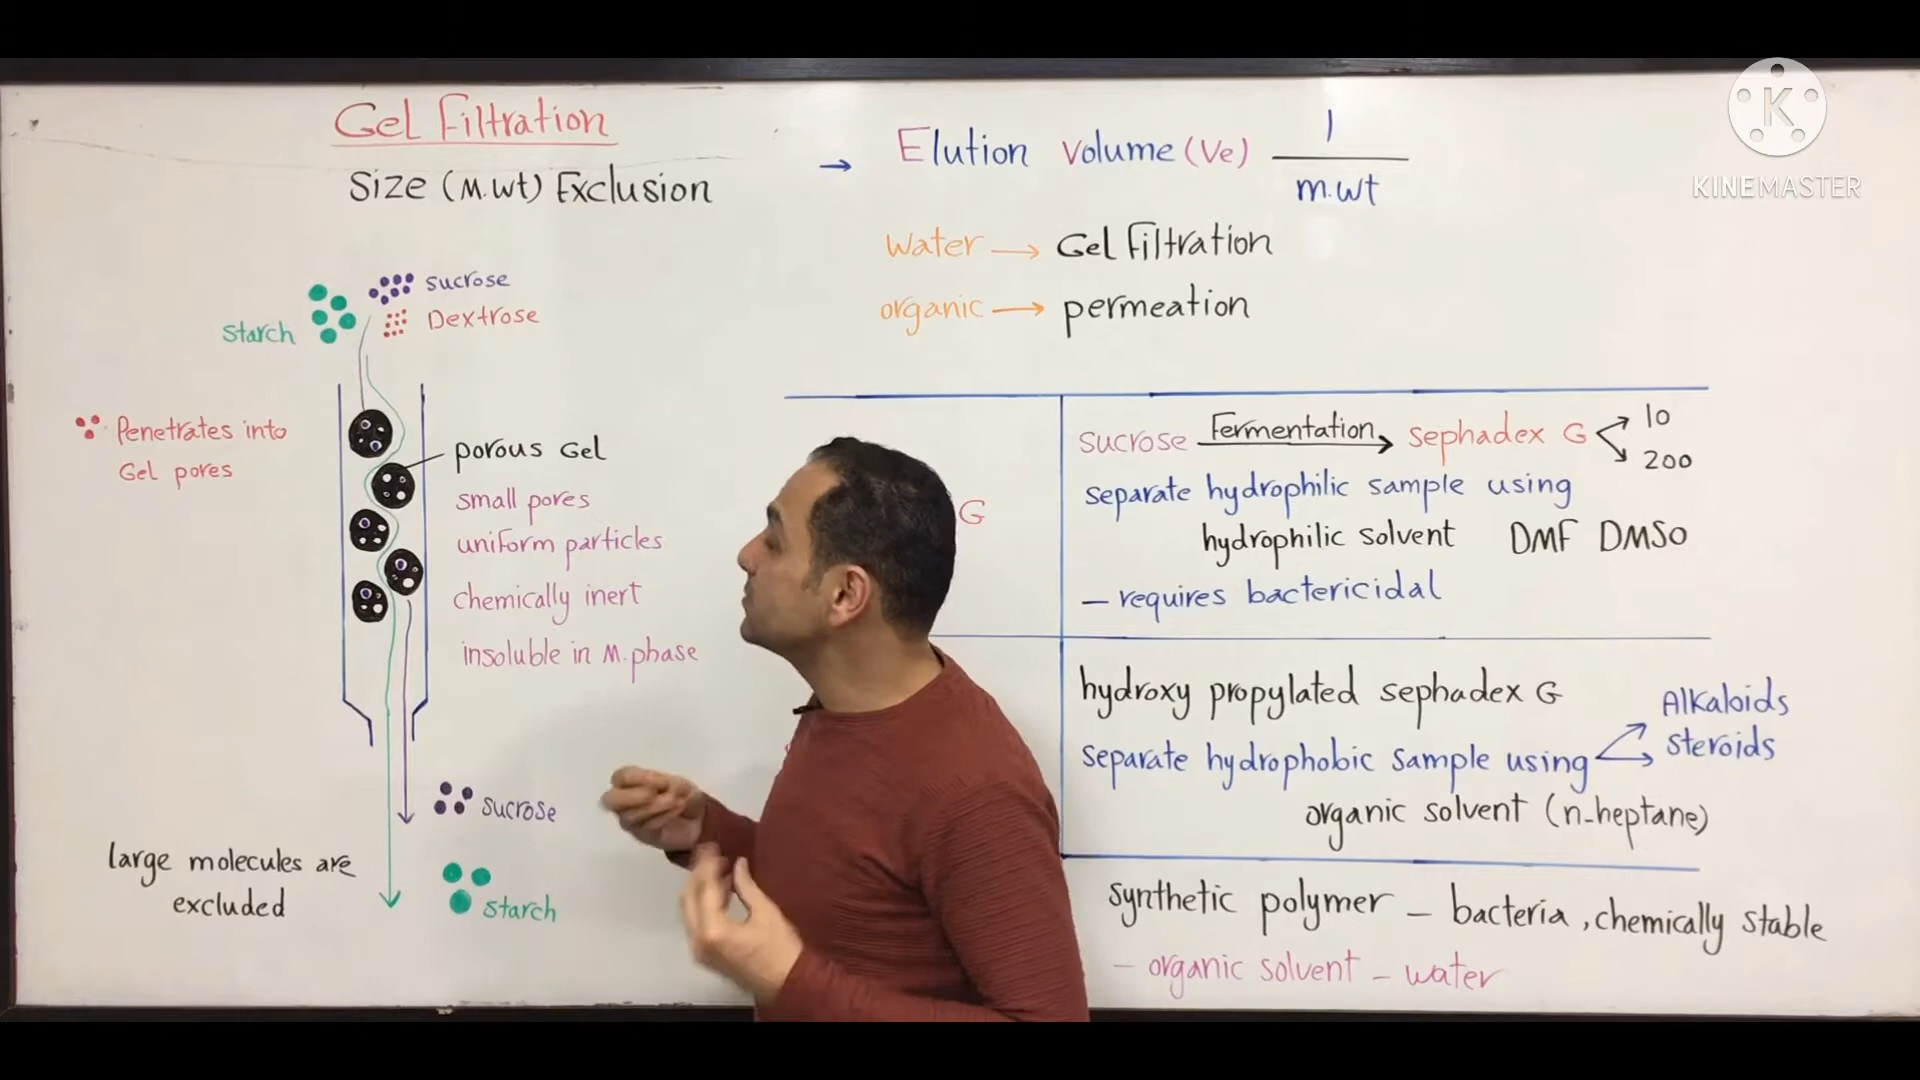 Gel Filtration
Size (M.wt) Exclusion
sucrose
Dextrose
starch
Penetrates into
Gel pores
porous Gel
small pores
uniform particles
chemically inert
insoluble in M.phase
sucrose
large molecules are
excluded
starch
→ Elution volume (Ve) 1
m.wt
water → Gel filtration
organic → permeation
G
sucrose Fermentation → sephadex G 10
200
separate hydrophilic sample using
hydrophilic solvent DMF DMSO
- requires bactericidal
hydroxy propylated sephadex G
Alkaloids
steroids
separate hydrophobic sample using
organic solvent (n-heptane)
synthetic polymer - bacteria, chemically stable
- organic solvent - water
K
KINEMASTER